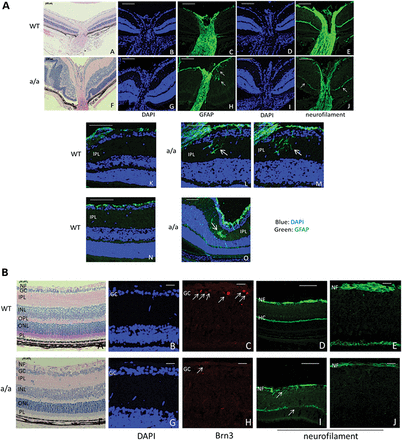 A
WT
A
B
C
D
E
a/a
F
G
H
I
J
DAPI
GFAP
DAPI
neurofilament
WT
IPL
K
a/a
IPL
L
IPL
M
WT
IPL
N
a/a
IPL
O
Blue: DAPI
Green: GFAP
B
WT
NF
GC
IPL
INL
OPL
ONL
PL
A
GC
B
GC
C
NF
HC
D
NF
E
a/a
NF
GC
IPL
INL
ONL
PL
F
GC
G
GC
H
NF
I
NF
J
DAPI
Brn3
neurofilament